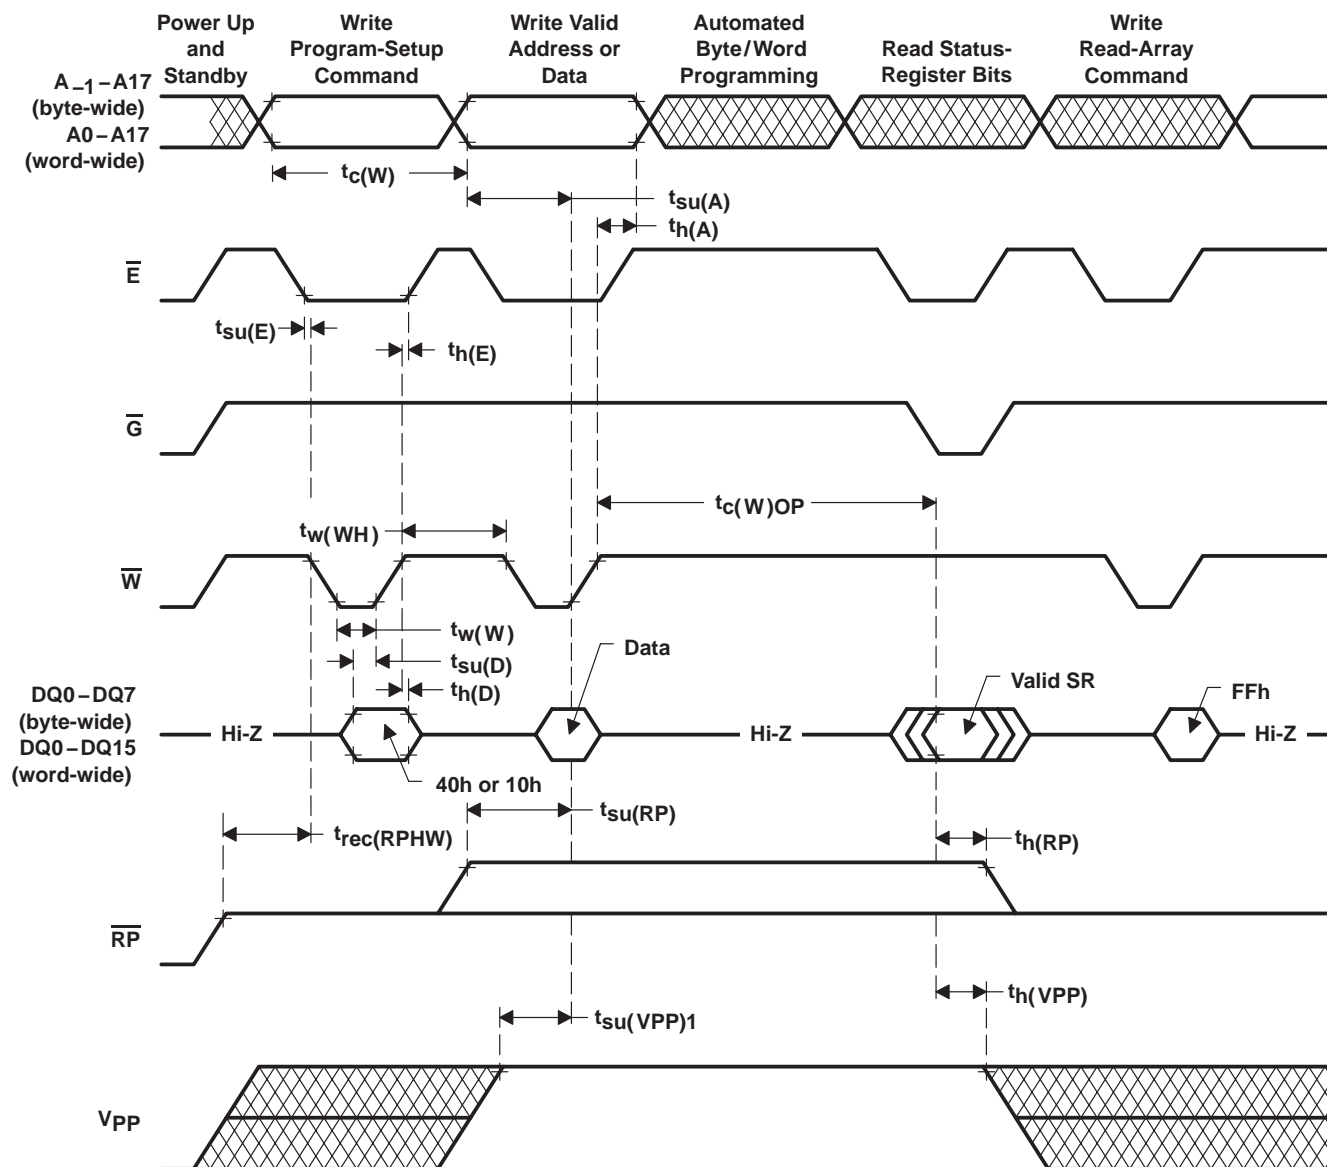 Power Up
and
Standby
Write
Program-Setup
Command
Write Valid
Address or
Data
Automated
Byte/Word
Programming
Read Status-
Register Bits
Write
Read-Array
Command
A–1–A17
(byte-wide)
A0–A17
(word-wide)
tc(W)
tsu(A)
th(A)
E
tsu(E)
th(E)
G
tc(W)OP
tw(WH)
W
tw(W)
tsu(D)
th(D)
Data
Valid SR
FFh
DQ0–DQ7
(byte-wide)
DQ0–DQ15
(word-wide)
Hi-Z
Hi-Z
Hi-Z
40h or 10h
tsu(RP)
trec(RPHW)
th(RP)
RP
th(VPP)
tsu(VPP)1
VPP